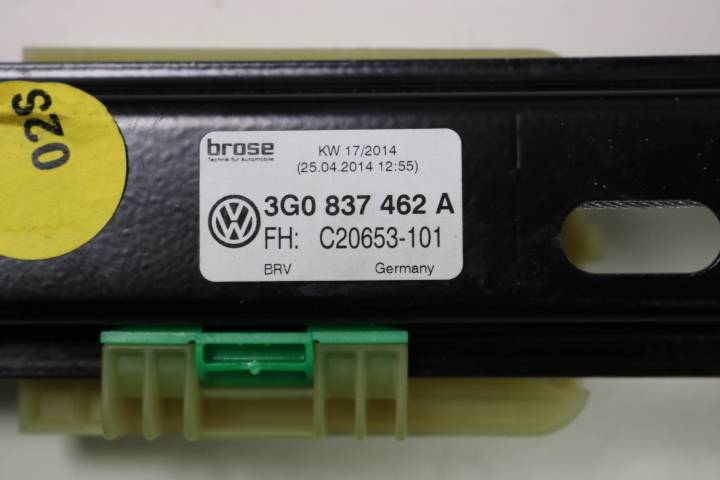 02S
brose
Technik für Automobile
KW 17/2014
(25.04.2014 12:55)
VW
3G0 837 462 A
FH: C20653-101
BRV Germany